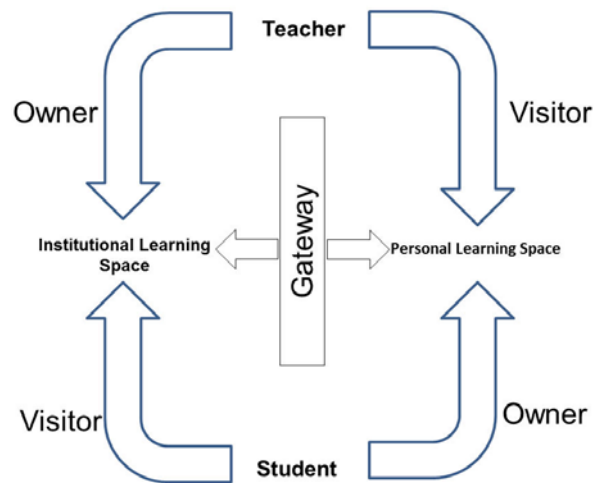 Teacher
Owner
Visitor
Gateway
Institutional Learning
Space
Personal Learning Space
Visitor
Owner
Student